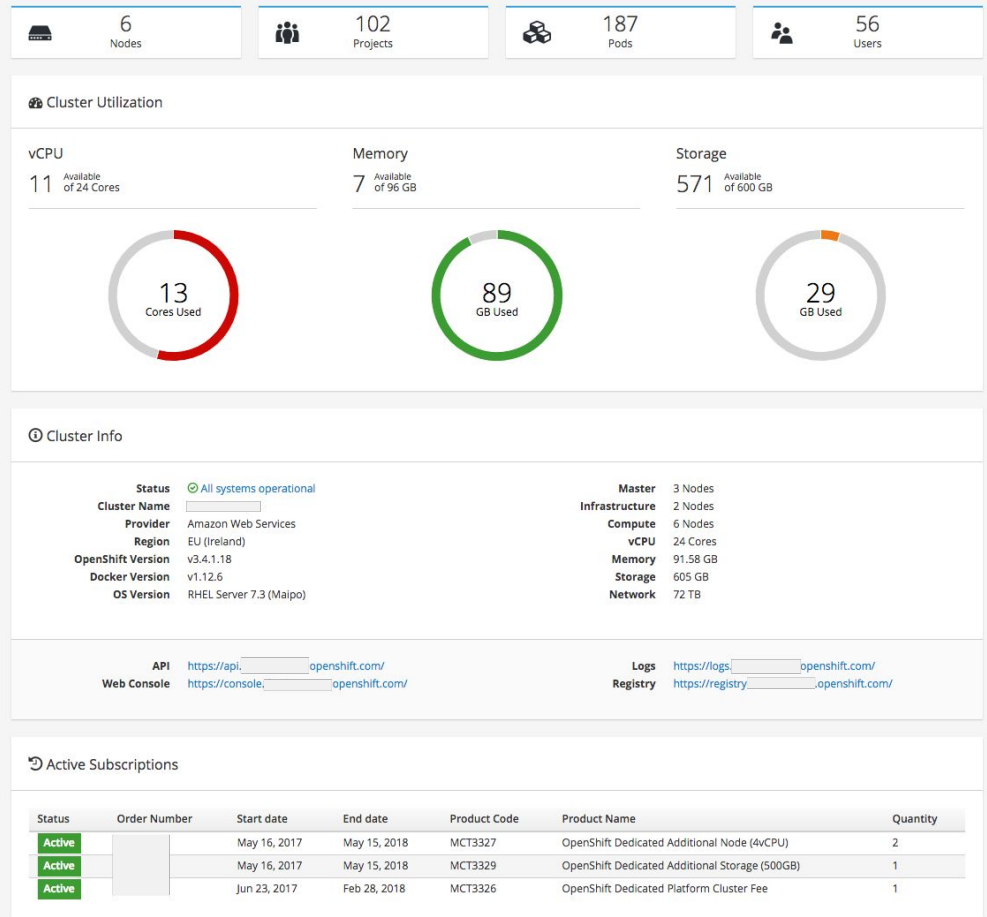 6
Nodes
102
Projects
187
Pods
56
Users
Cluster Utilization
vCPU
11 Available of 24 Cores
13
Cores Used
Memory
7 Available of 96 GB
89
GB Used
Storage
571 Available of 600 GB
29
GB Used
Cluster Info
Status All systems operational
Cluster Name
Provider Amazon Web Services
Region EU (Ireland)
OpenShift Version v3.4.1.18
Docker Version v1.12.6
OS Version RHEL Server 7.3 (Maipo)
Master 3 Nodes
Infrastructure 2 Nodes
Compute 6 Nodes
vCPU 24 Cores
Memory 91.58 GB
Storage 605 GB
Network 72 TB
API https://api. openshift.com/
Web Console https://console. openshift.com/
Logs https://logs. openshift.com/
Registry https://registry .openshift.com/
Active Subscriptions
Status Order Number Start date End date Product Code Product Name Quantity
Active May 16, 2017 May 15, 2018 MCT3327 OpenShift Dedicated Additional Node (4vCPU) 2
Active May 16, 2017 May 15, 2018 MCT3329 OpenShift Dedicated Additional Storage (500GB) 1
Active Jun 23, 2017 Feb 28, 2018 MCT3326 OpenShift Dedicated Platform Cluster Fee 1